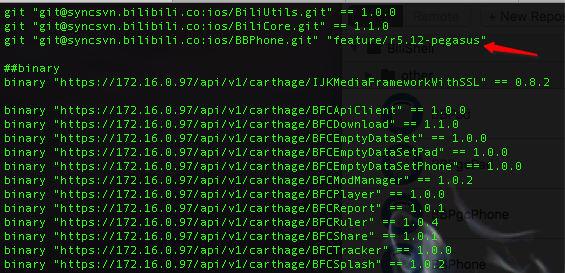 git "git@syncsvn.bilibili.co:ios/BiliUtils.git" == 1.0.0
git "git@syncsvn.bilibili.co:ios/BiliCore.git" == 1.1.0
git "git@syncsvn.bilibili.co:ios/BBPhone.git" "feature/r5.12-pegasus"
##binary
binary "https://172.16.0.97/api/v1/carthage/IJKMediaFrameworkWithSSL" == 0.8.2
binary "https://172.16.0.97/api/v1/carthage/BFCApiClient" == 1.0.0
binary "https://172.16.0.97/api/v1/carthage/BFCDownload" == 1.1.0
binary "https://172.16.0.97/api/v1/carthage/BFCEmptyDataSet" == 1.0.0
binary "https://172.16.0.97/api/v1/carthage/BFCEmptyDataSetPad" == 1.0.0
binary "https://172.16.0.97/api/v1/carthage/BFCEmptyDataSetPhone" == 1.0.0
binary "https://172.16.0.97/api/v1/carthage/BFCModManager" == 1.0.2
binary "https://172.16.0.97/api/v1/carthage/BFCPlayer" == 1.0.0
binary "https://172.16.0.97/api/v1/carthage/BFCReport" == 1.0.1
binary "https://172.16.0.97/api/v1/carthage/BFCRuler" == 1.0.4
binary "https://172.16.0.97/api/v1/carthage/BFCShare" == 1.0.1
binary "https://172.16.0.97/api/v1/carthage/BFCTracker" == 1.0.0
binary "https://172.16.0.97/api/v1/carthage/BFCSplash" == 1.0.2
Remote
+ New Repo
BiliShell
other